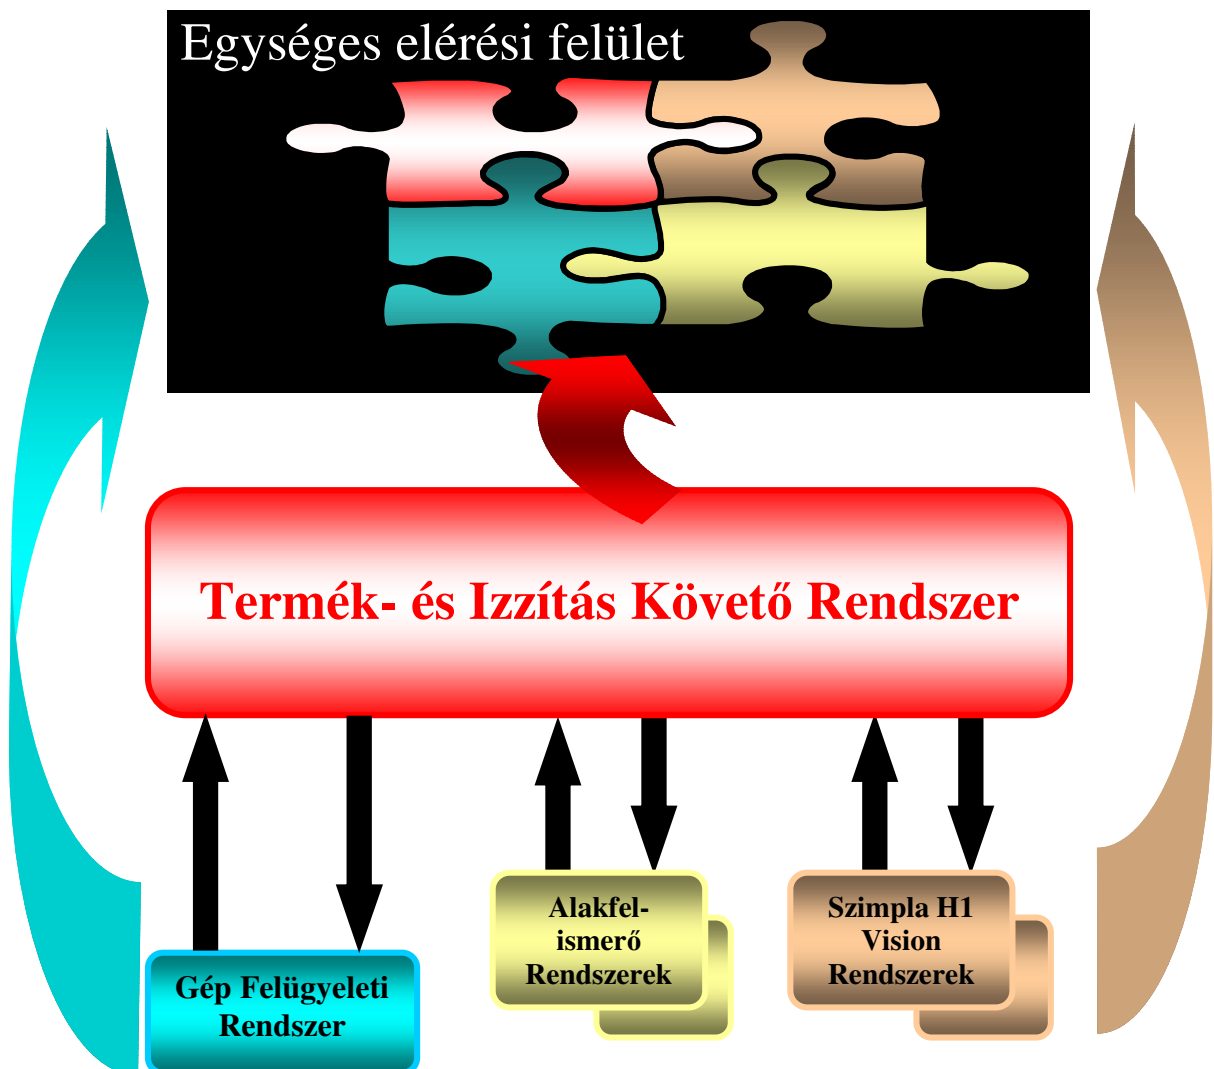 Egységes elérési felület
Termék- és Izzítás Követő Rendszer
Alakfel-
ismerő
Rendszerek
Szimpla H1
Vision
Rendszerek
Gép Felügyeleti
Rendszer